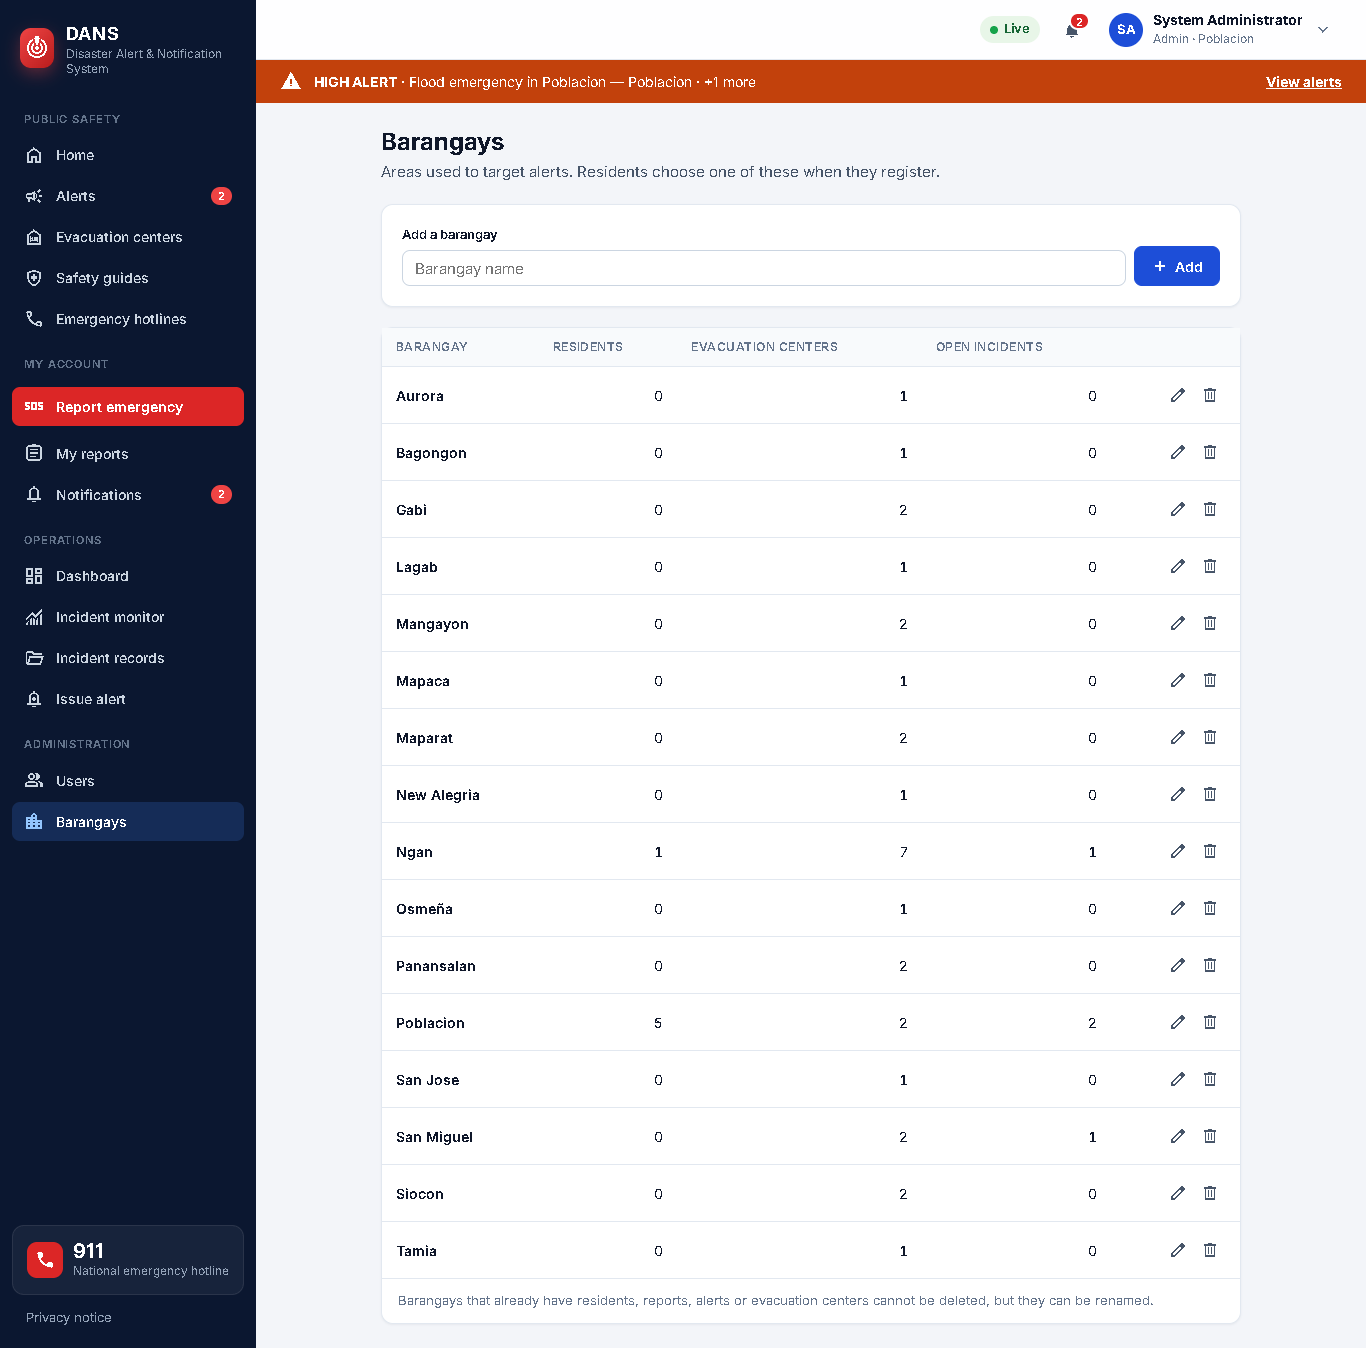 DANS
Disaster Alert & Notification
System
PUBLIC SAFETY
Home
Alerts 2
Evacuation centers
Safety guides
Emergency hotlines
MY ACCOUNT
SOS Report emergency
My reports
Notifications 2
OPERATIONS
Dashboard
Incident monitor
Incident records
Issue alert
ADMINISTRATION
Users
Barangays
911
National emergency hotline
Privacy notice
Live
2
SA
System Administrator
Admin · Poblacion
HIGH ALERT · Flood emergency in Poblacion — Poblacion · +1 more
View alerts
Barangays
Areas used to target alerts. Residents choose one of these when they register.
Add a barangay
Barangay name
+ Add
BARANGAY RESIDENTS EVACUATION CENTERS OPEN INCIDENTS
Aurora 0 1 0
Bagongon 0 1 0
Gabi 0 2 0
Lagab 0 1 0
Mangayon 0 2 0
Mapaca 0 1 0
Maparat 0 2 0
New Alegria 0 1 0
Ngan 1 7 1
Osmeña 0 1 0
Panansalan 0 2 0
Poblacion 5 2 2
San Jose 0 1 0
San Miguel 0 2 1
Siocon 0 2 0
Tamia 0 1 0
Barangays that already have residents, reports, alerts or evacuation centers cannot be deleted, but they can be renamed.